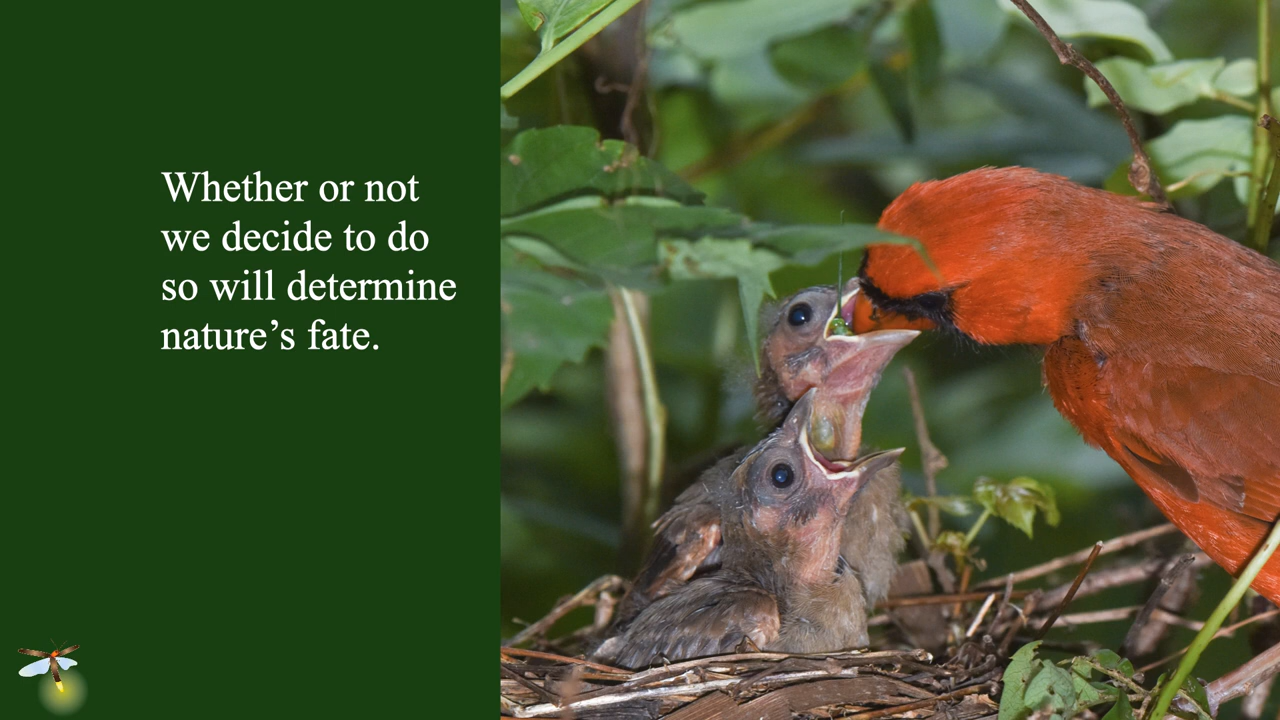 Whether or not
we decide to do
so will determine
nature’s fate.